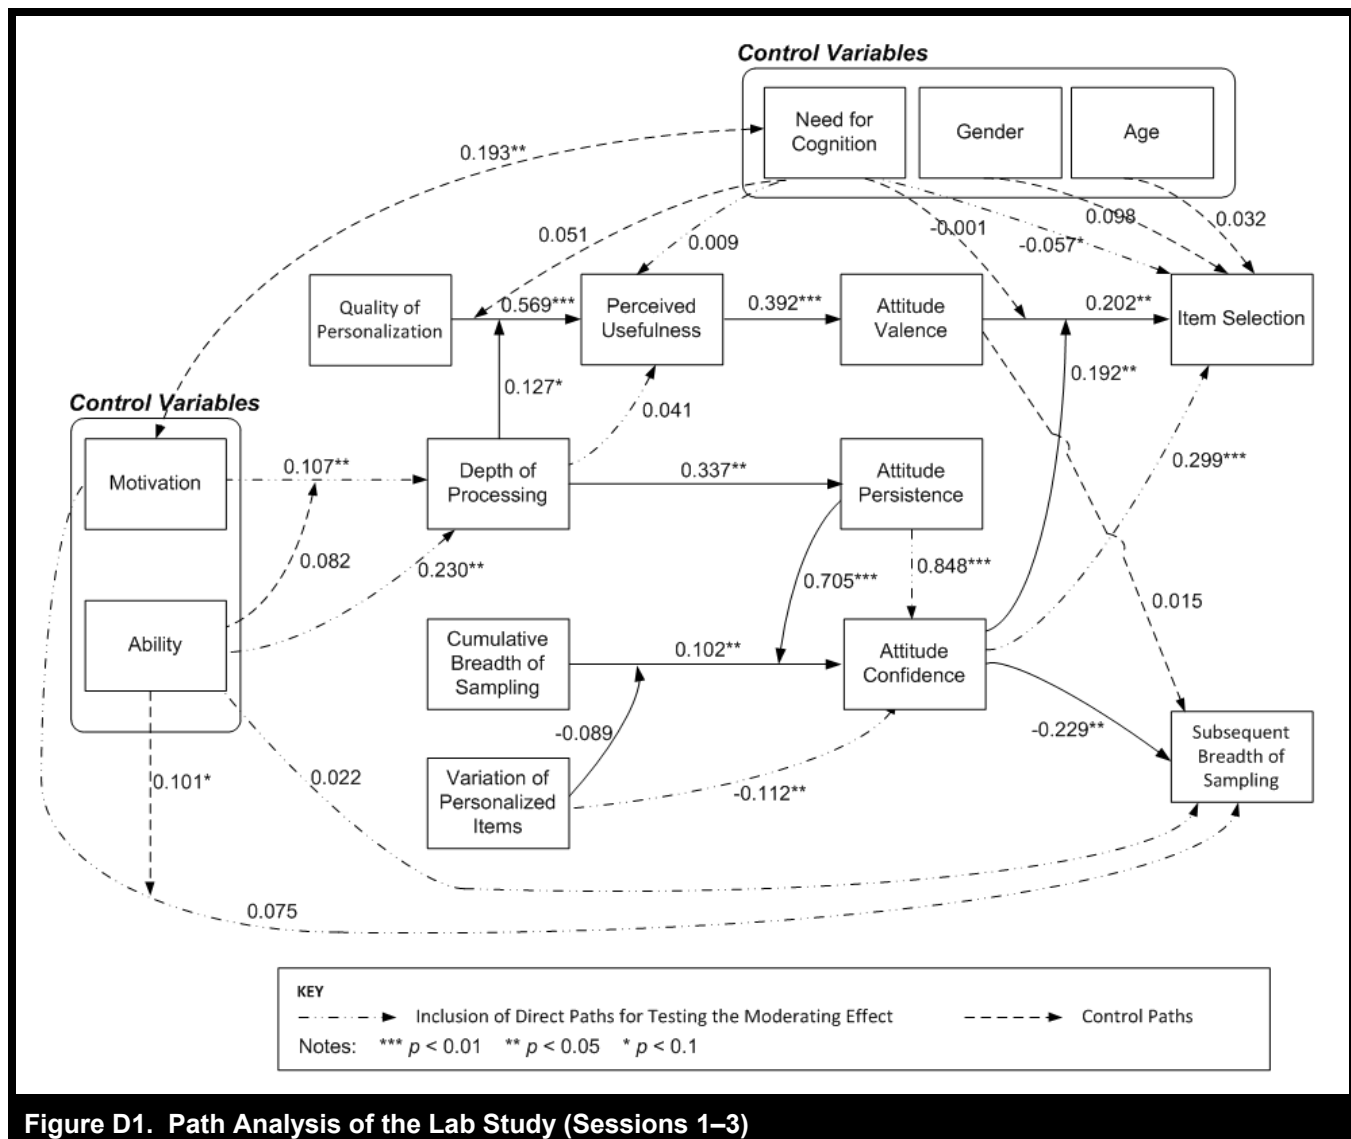 Control Variables
Need for
Cognition
Gender
Age
0.193**
0.051
0.009
-0.001
-0.057*
0.098
0.032
Quality of
Personalization
0.569***
Perceived
Usefulness
0.392***
Attitude
Valence
0.202**
Item Selection
0.127*
0.041
0.192**
Control Variables
Motivation
0.107**
Depth of
Processing
0.337**
Attitude
Persistence
0.299***
0.082
0.230**
0.705***
0.848***
0.015
Ability
Cumulative
Breadth of
Sampling
0.102**
Attitude
Confidence
-0.089
-0.229**
Subsequent
Breadth of
Sampling
0.101*
0.022
Variation of
Personalized
Items
-0.112**
0.075
KEY
Inclusion of Direct Paths for Testing the Moderating Effect
Control Paths
Notes: *** p < 0.01 ** p < 0.05 * p < 0.1
Figure D1. Path Analysis of the Lab Study (Sessions 1–3)